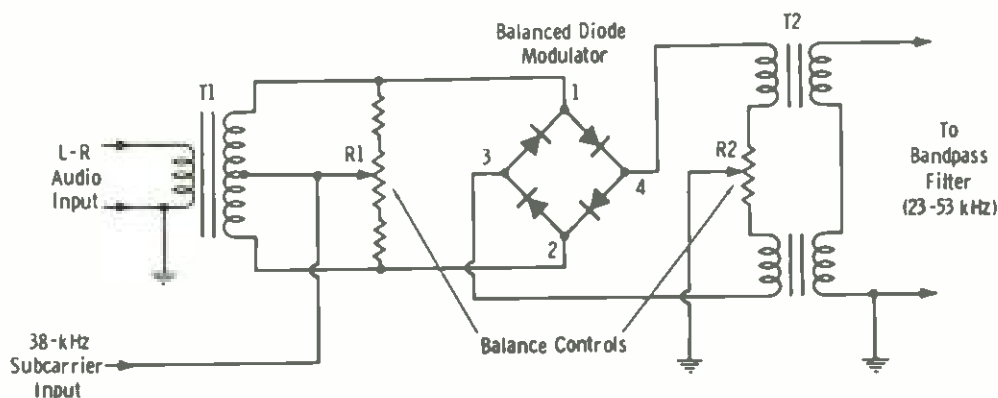 Balanced Diode
Modulator
T2
T1
1
L-R
Audio
Input
R1
3
4
R2
To
Bandpass
Filter
(23-53 kHz)
2
38-kHz
Subcarrier
Input
Balance Controls